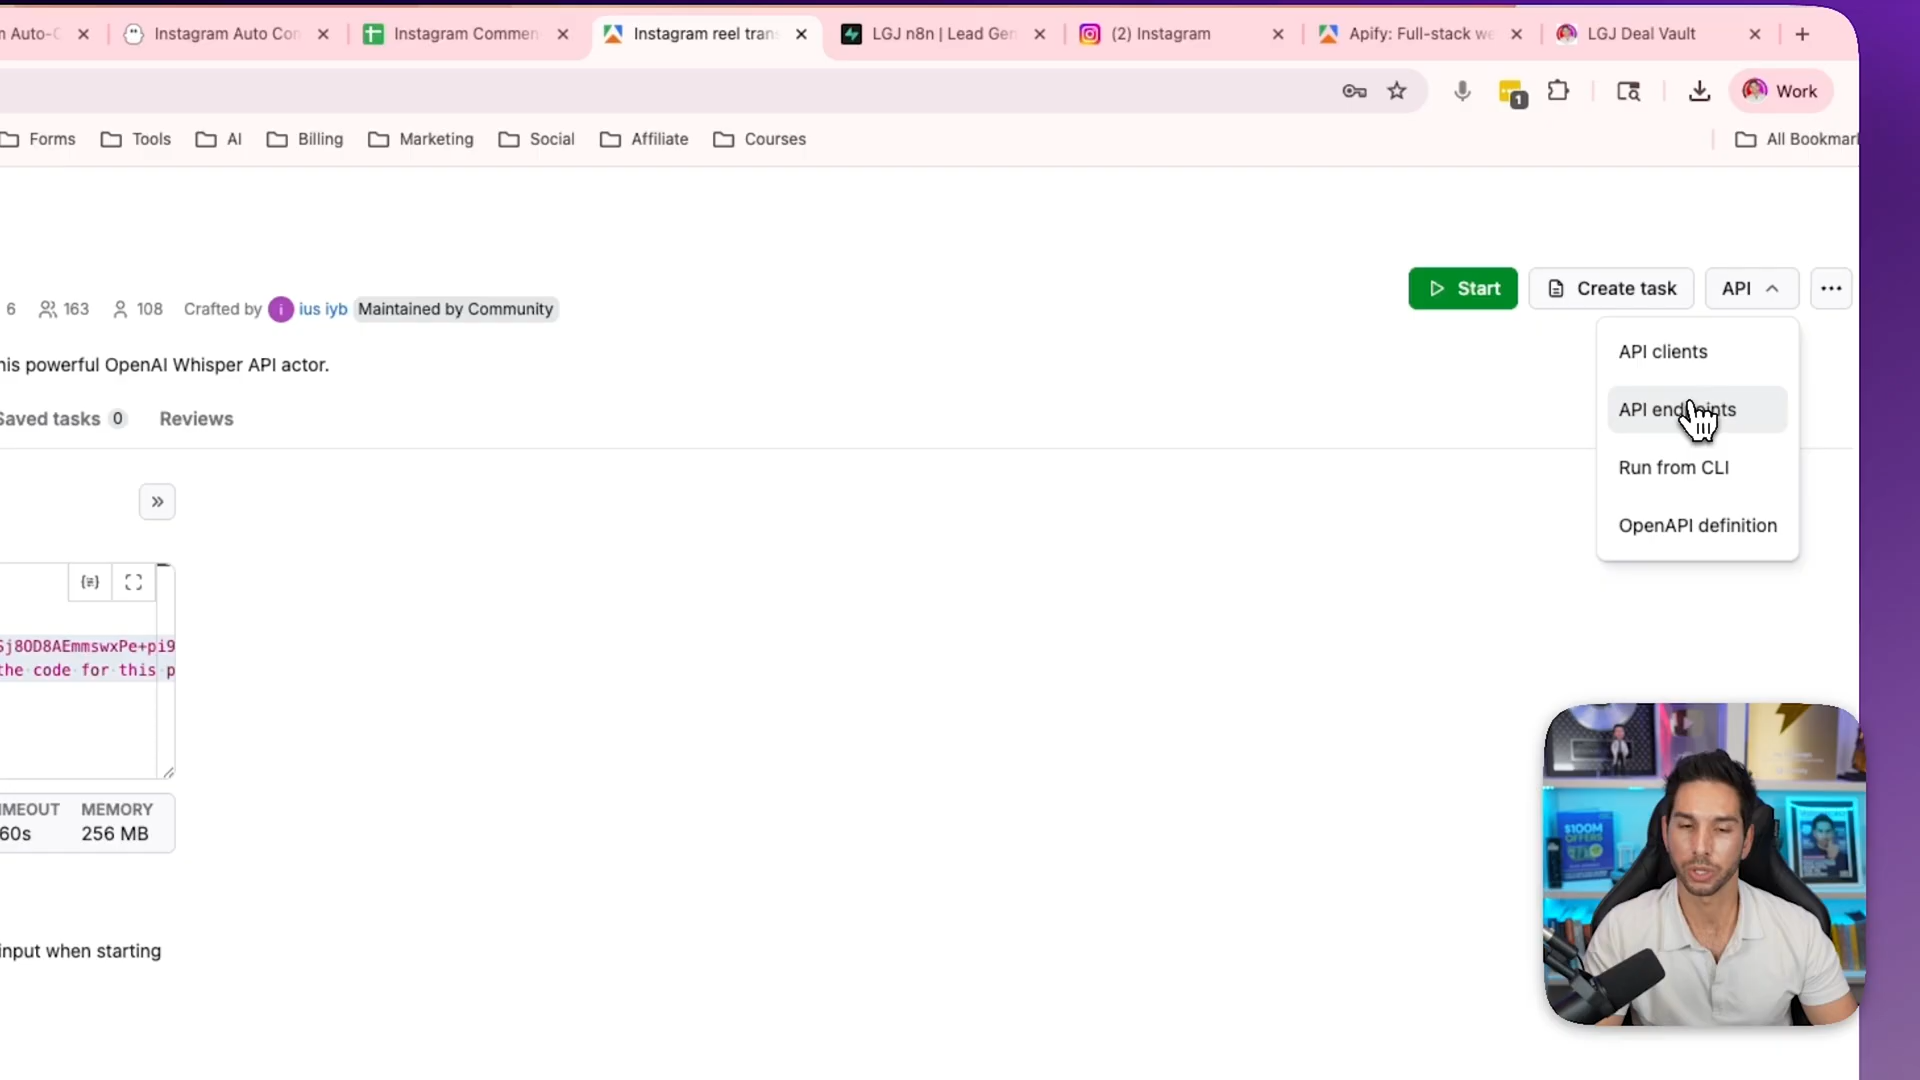 m Auto-C
Instagram Auto Con
Instagram Commen
Instagram reel trans
LGJ n8n | Lead Gen
(2) Instagram
Apify: Full-stack we
LGJ Deal Vault
1
Work
Forms
Tools
AI
Billing
Marketing
Social
Affiliate
Courses
All Bookmark
Start
Create task
API
6
163
108
Crafted by
i
ius iyb
Maintained by Community
API clients
his powerful OpenAI Whisper API actor.
API endpoints
Saved tasks 0
Reviews
Run from CLI
OpenAPI definition
Sj8OD8AEmmswxPe+pi9
the code for this p
IMEOUT
MEMORY
60s
256 MB
$100M
OFFERS
input when starting